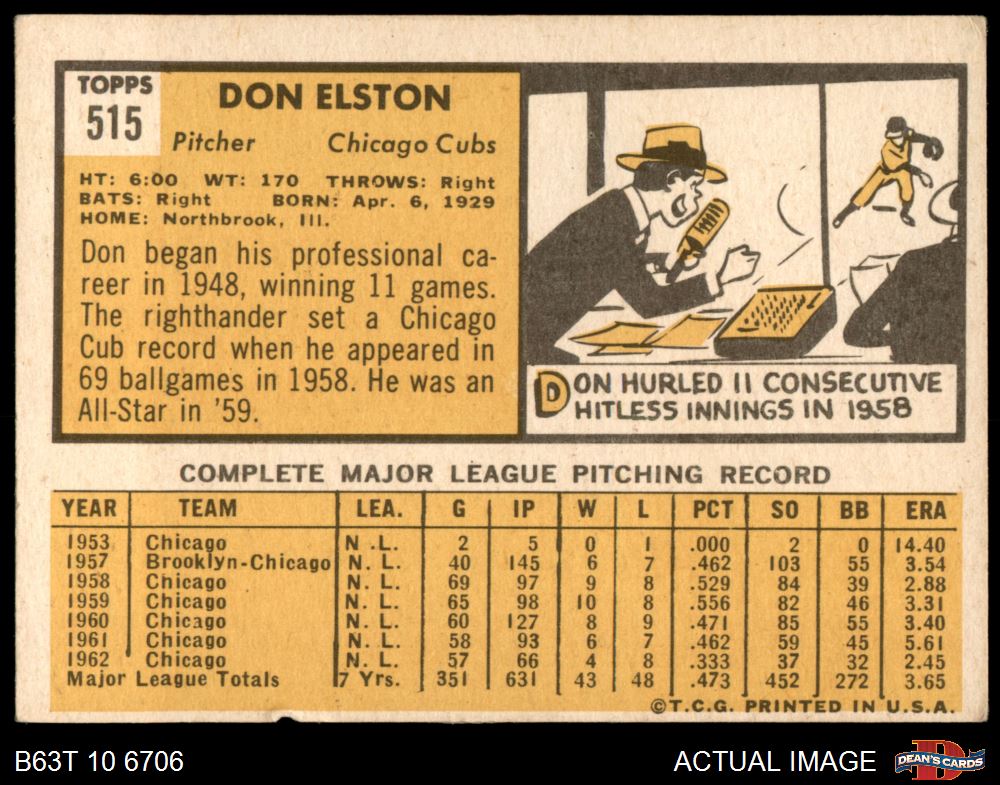 TOPPS
515
DON ELSTON
Pitcher Chicago Cubs
HT: 6:00 WT: 170 THROWS: Right
BATS: Right BORN: Apr. 6, 1929
HOME: Northbrook, Ill.
Don began his professional ca-
reer in 1948, winning 11 games.
The righthander set a Chicago
Cub record when he appeared in
69 ballgames in 1958. He was an
All-Star in '59.
DON HURLED 11 CONSECUTIVE
HITLESS INNINGS IN 1958
COMPLETE MAJOR LEAGUE PITCHING RECORD
YEAR TEAM LEA. G IP W L PCT SO BB ERA
1953 Chicago N.L. 2 5 0 1 .000 2 0 14.40
1957 Brooklyn-Chicago N. L. 40 145 6 7 .462 103 55 3.54
1958 Chicago N. L. 69 97 9 8 .529 84 39 2.88
1959 Chicago N. L. 65 98 10 8 .556 82 46 3.31
1960 Chicago N. L. 60 127 8 9 .471 85 55 3.40
1961 Chicago N. L. 58 93 6 7 .462 59 45 5.61
1962 Chicago N. L. 57 66 4 8 .333 37 32 2.45
Major League Totals 7 Yrs. 351 631 43 48 .473 452 272 3.65
©T.C.G. PRINTED IN U.S.A.
B63T 10 6706
ACTUAL IMAGE
D
DEAN'S CARDS